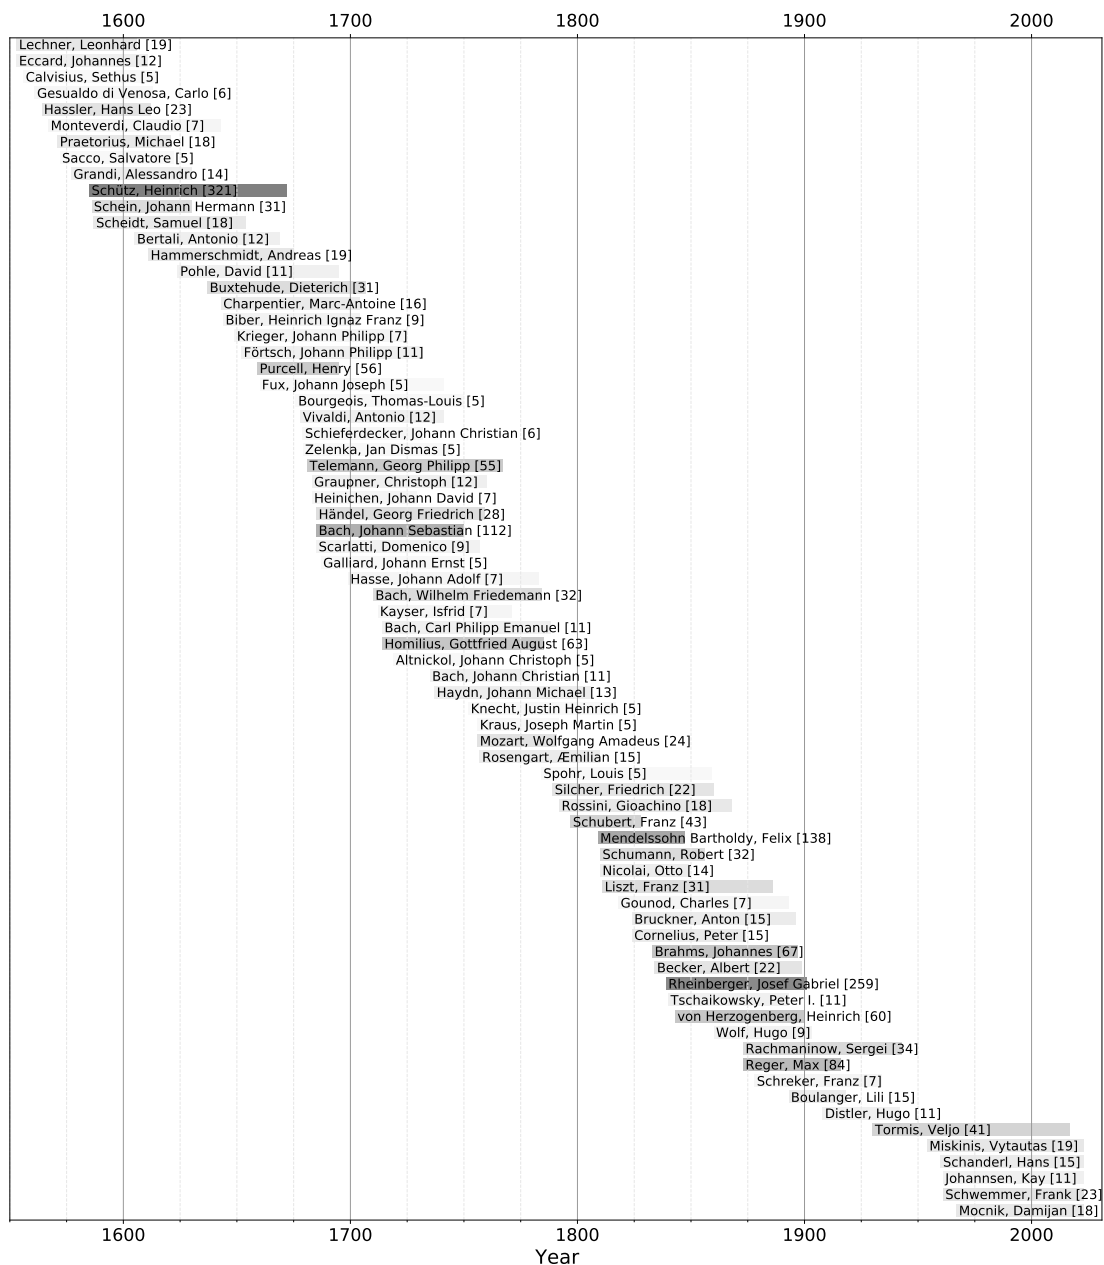 1600 1700 1800 1900 2000
Lechner, Leonhard [19]
Eccard, Johannes [12]
Calvisius, Sethus [5]
Gesualdo di Venosa, Carlo [6]
Hassler, Hans Leo [23]
Monteverdi, Claudio [7]
Praetorius, Michael [18]
Sacco, Salvatore [5]
Grandi, Alessandro [14]
Schütz, Heinrich [321]
Schein, Johann Hermann [31]
Scheidt, Samuel [18]
Bertali, Antonio [12]
Hammerschmidt, Andreas [19]
Pohle, David [11]
Buxtehude, Dieterich [31]
Charpentier, Marc-Antoine [16]
Biber, Heinrich Ignaz Franz [9]
Krieger, Johann Philipp [7]
Förtsch, Johann Philipp [11]
Purcell, Henry [56]
Fux, Johann Joseph [5]
Bourgeois, Thomas-Louis [5]
Vivaldi, Antonio [12]
Schieferdecker, Johann Christian [6]
Zelenka, Jan Dismas [5]
Telemann, Georg Philipp [55]
Graupner, Christoph [12]
Heinichen, Johann David [7]
Händel, Georg Friedrich [28]
Bach, Johann Sebastian [112]
Scarlatti, Domenico [9]
Galliard, Johann Ernst [5]
Hasse, Johann Adolf [7]
Bach, Wilhelm Friedemann [32]
Kayser, Isfrid [7]
Bach, Carl Philipp Emanuel [11]
Homilius, Gottfried August [63]
Altnickol, Johann Christoph [5]
Bach, Johann Christian [11]
Haydn, Johann Michael [13]
Knecht, Justin Heinrich [5]
Kraus, Joseph Martin [5]
Mozart, Wolfgang Amadeus [24]
Rosengart, Æmilian [15]
Spohr, Louis [5]
Silcher, Friedrich [22]
Rossini, Gioachino [18]
Schubert, Franz [43]
Mendelssohn Bartholdy, Felix [138]
Schumann, Robert [32]
Nicolai, Otto [14]
Liszt, Franz [31]
Gounod, Charles [7]
Bruckner, Anton [15]
Cornelius, Peter [15]
Brahms, Johannes [67]
Becker, Albert [22]
Rheinberger, Josef Gabriel [259]
Tschaikowsky, Peter I. [11]
von Herzogenberg, Heinrich [60]
Wolf, Hugo [9]
Rachmaninow, Sergei [34]
Reger, Max [84]
Schreker, Franz [7]
Boulanger, Lili [15]
Distler, Hugo [11]
Tormis, Veljo [41]
Miskinis, Vytautas [19]
Schanderl, Hans [15]
Johannsen, Kay [11]
Schwemmer, Frank [23]
Mocnik, Damijan [18]
1600 1700 1800 1900 2000
Year